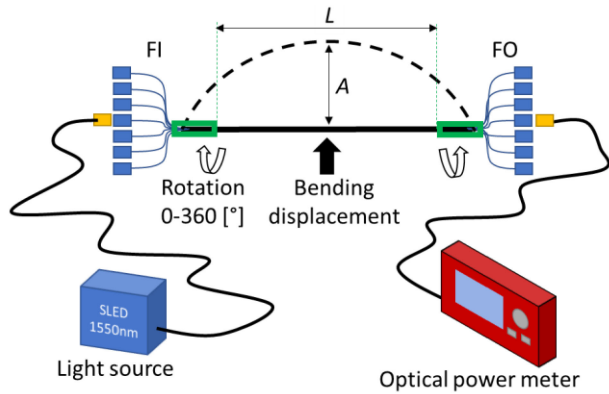 L
FI
FO
A
Rotation
0-360 [°]
Bending
displacement
SLED
1550nm
Light source
Optical power meter